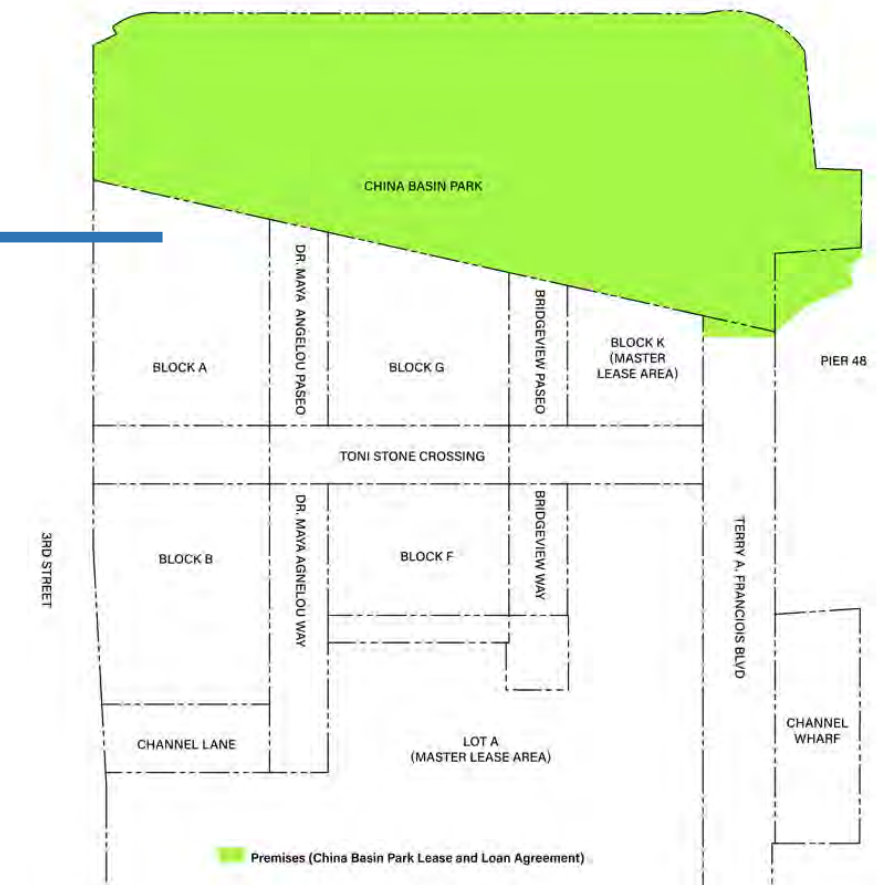 CHINA BASIN PARK
DR. MAYA ANGELOU PASEO
BRIDGEVIEW PASEO
BLOCK A
BLOCK G
BLOCK K
(MASTER
LEASE AREA)
PIER 48
TONI STONE CROSSING
3RD STREET
BLOCK B
DR. MAYA AGNELOU WAY
BLOCK F
BRIDGEVIEW WAY
TERRY A. FRANCIOIS BLVD
CHANNEL LANE
LOT A
(MASTER LEASE AREA)
CHANNEL
WHARF
Premises (China Basin Park Lease and Loan Agreement)